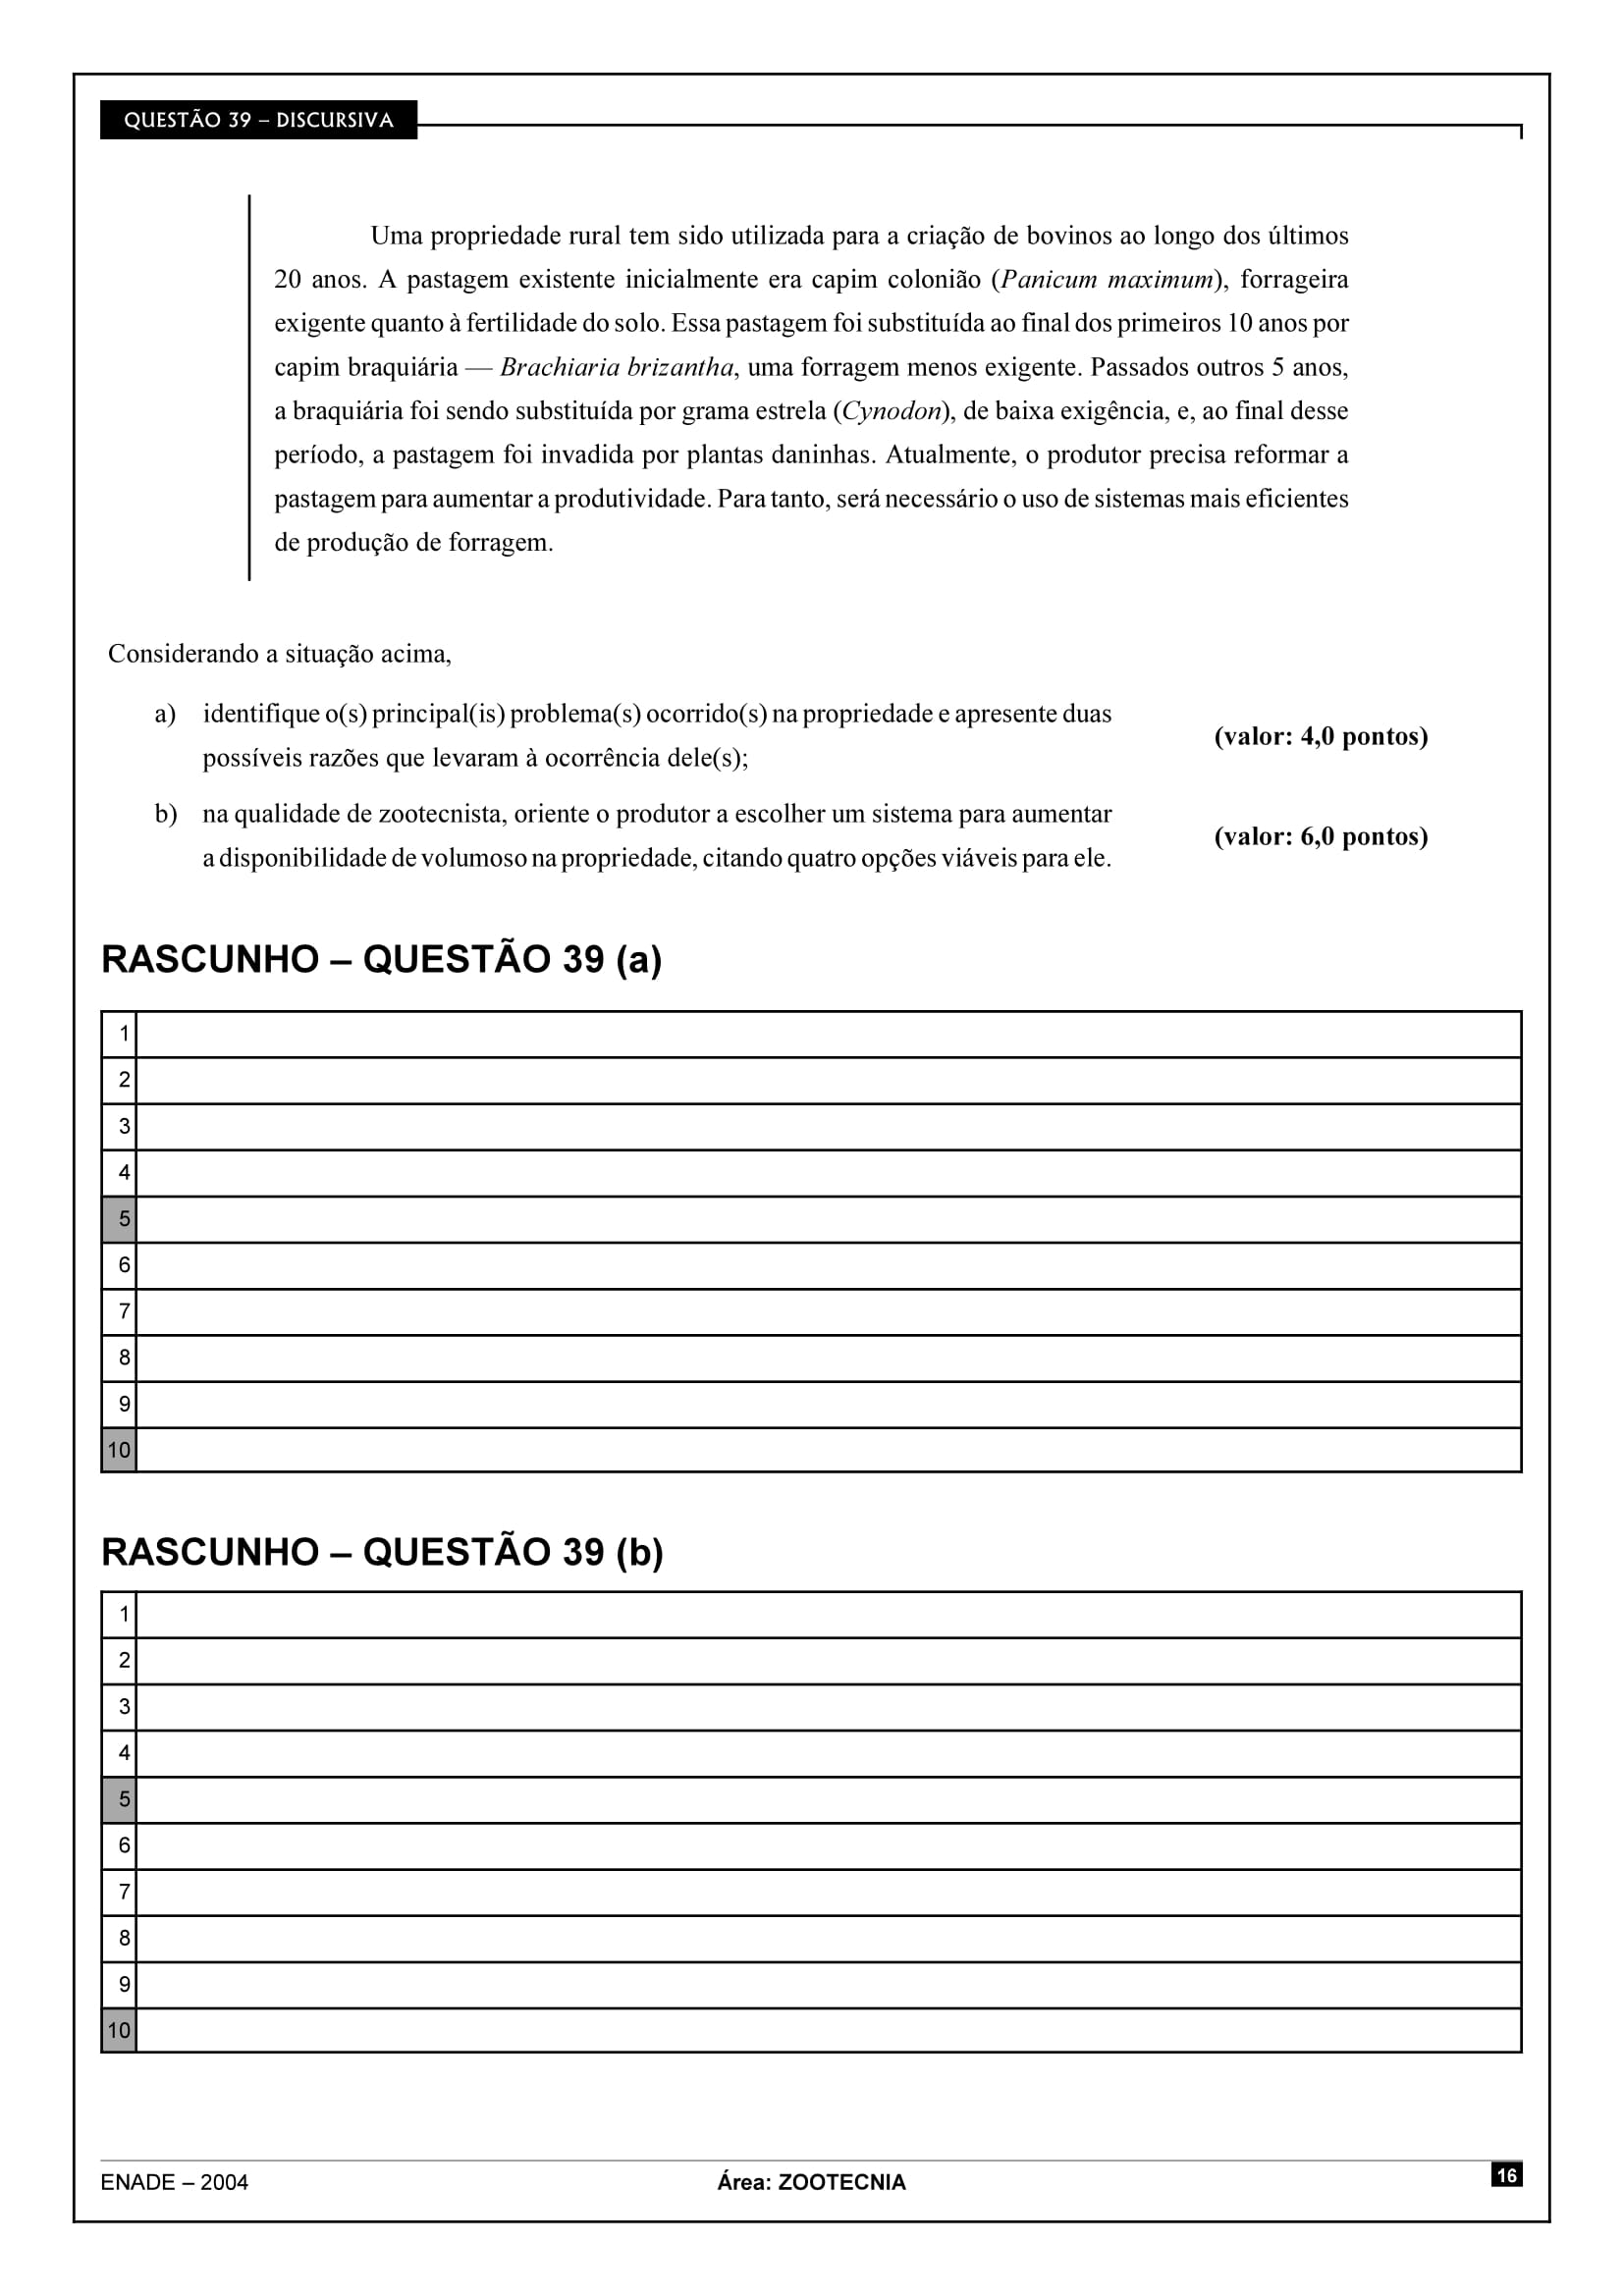 QUESTÃO 39 – DISCURSIVA
Uma propriedade rural tem sido utilizada para a criação de bovinos ao longo dos últimos
20 anos. A pastagem existente inicialmente era capim colonião (Panicum maximum), forrageira
exigente quanto à fertilidade do solo. Essa pastagem foi substituída ao final dos primeiros 10 anos por
capim braquiária — Brachiaria brizantha, uma forragem menos exigente. Passados outros 5 anos,
a braquiária foi sendo substituída por grama estrela (Cynodon), de baixa exigência, e, ao final desse
período, a pastagem foi invadida por plantas daninhas. Atualmente, o produtor precisa reformar a
pastagem para aumentar a produtividade. Para tanto, será necessário o uso de sistemas mais eficientes
de produção de forragem.
Considerando a situação acima,
a) identifique o(s) principal(is) problema(s) ocorrido(s) na propriedade e apresente duas
possíveis razões que levaram à ocorrência dele(s);
(valor: 4,0 pontos)
b) na qualidade de zootecnista, oriente o produtor a escolher um sistema para aumentar
a disponibilidade de volumoso na propriedade, citando quatro opções viáveis para ele.
(valor: 6,0 pontos)
RASCUNHO – QUESTÃO 39 (a)
1
2
3
4
5
6
7
8
9
10
RASCUNHO – QUESTÃO 39 (b)
1
2
3
4
5
6
7
8
9
10
ENADE – 2004
Área: ZOOTECNIA
16